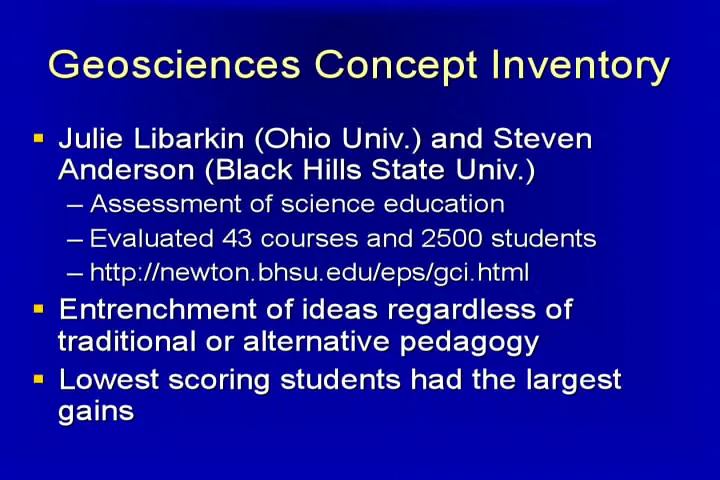 Geosciences Concept Inventory
Julie Libarkin (Ohio Univ.) and Steven
Anderson (Black Hills State Univ.)
– Assessment of science education
– Evaluated 43 courses and 2500 students
– http://newton.bhsu.edu/eps/gci.html
Entrenchment of ideas regardless of
traditional or alternative pedagogy
Lowest scoring students had the largest
gains